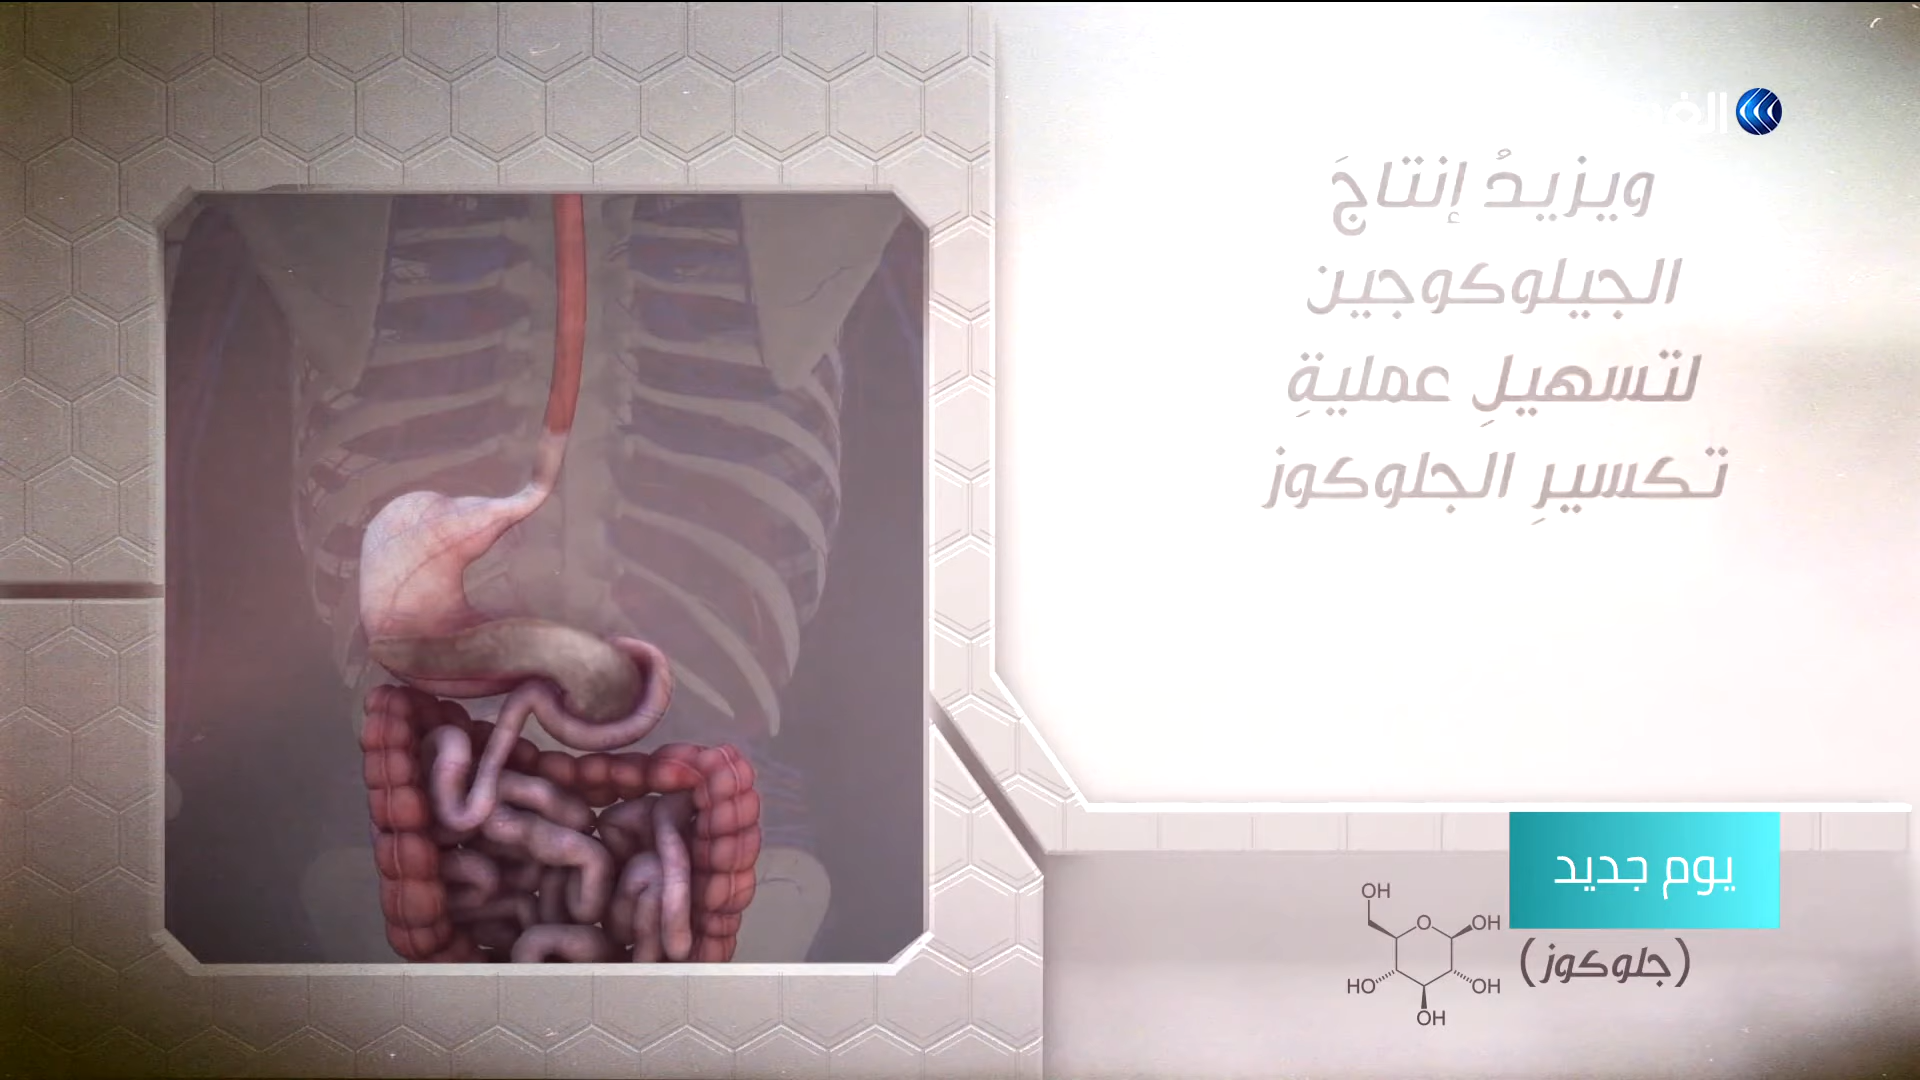 ويزيدُ إنتاجَ
الجيلوكوجين
لتسهيلِ عمليةِ
تكسيرِ الجلوكوز
يوم جديد
(جلوكوز)
OH
O
OH
HO
OH
OH